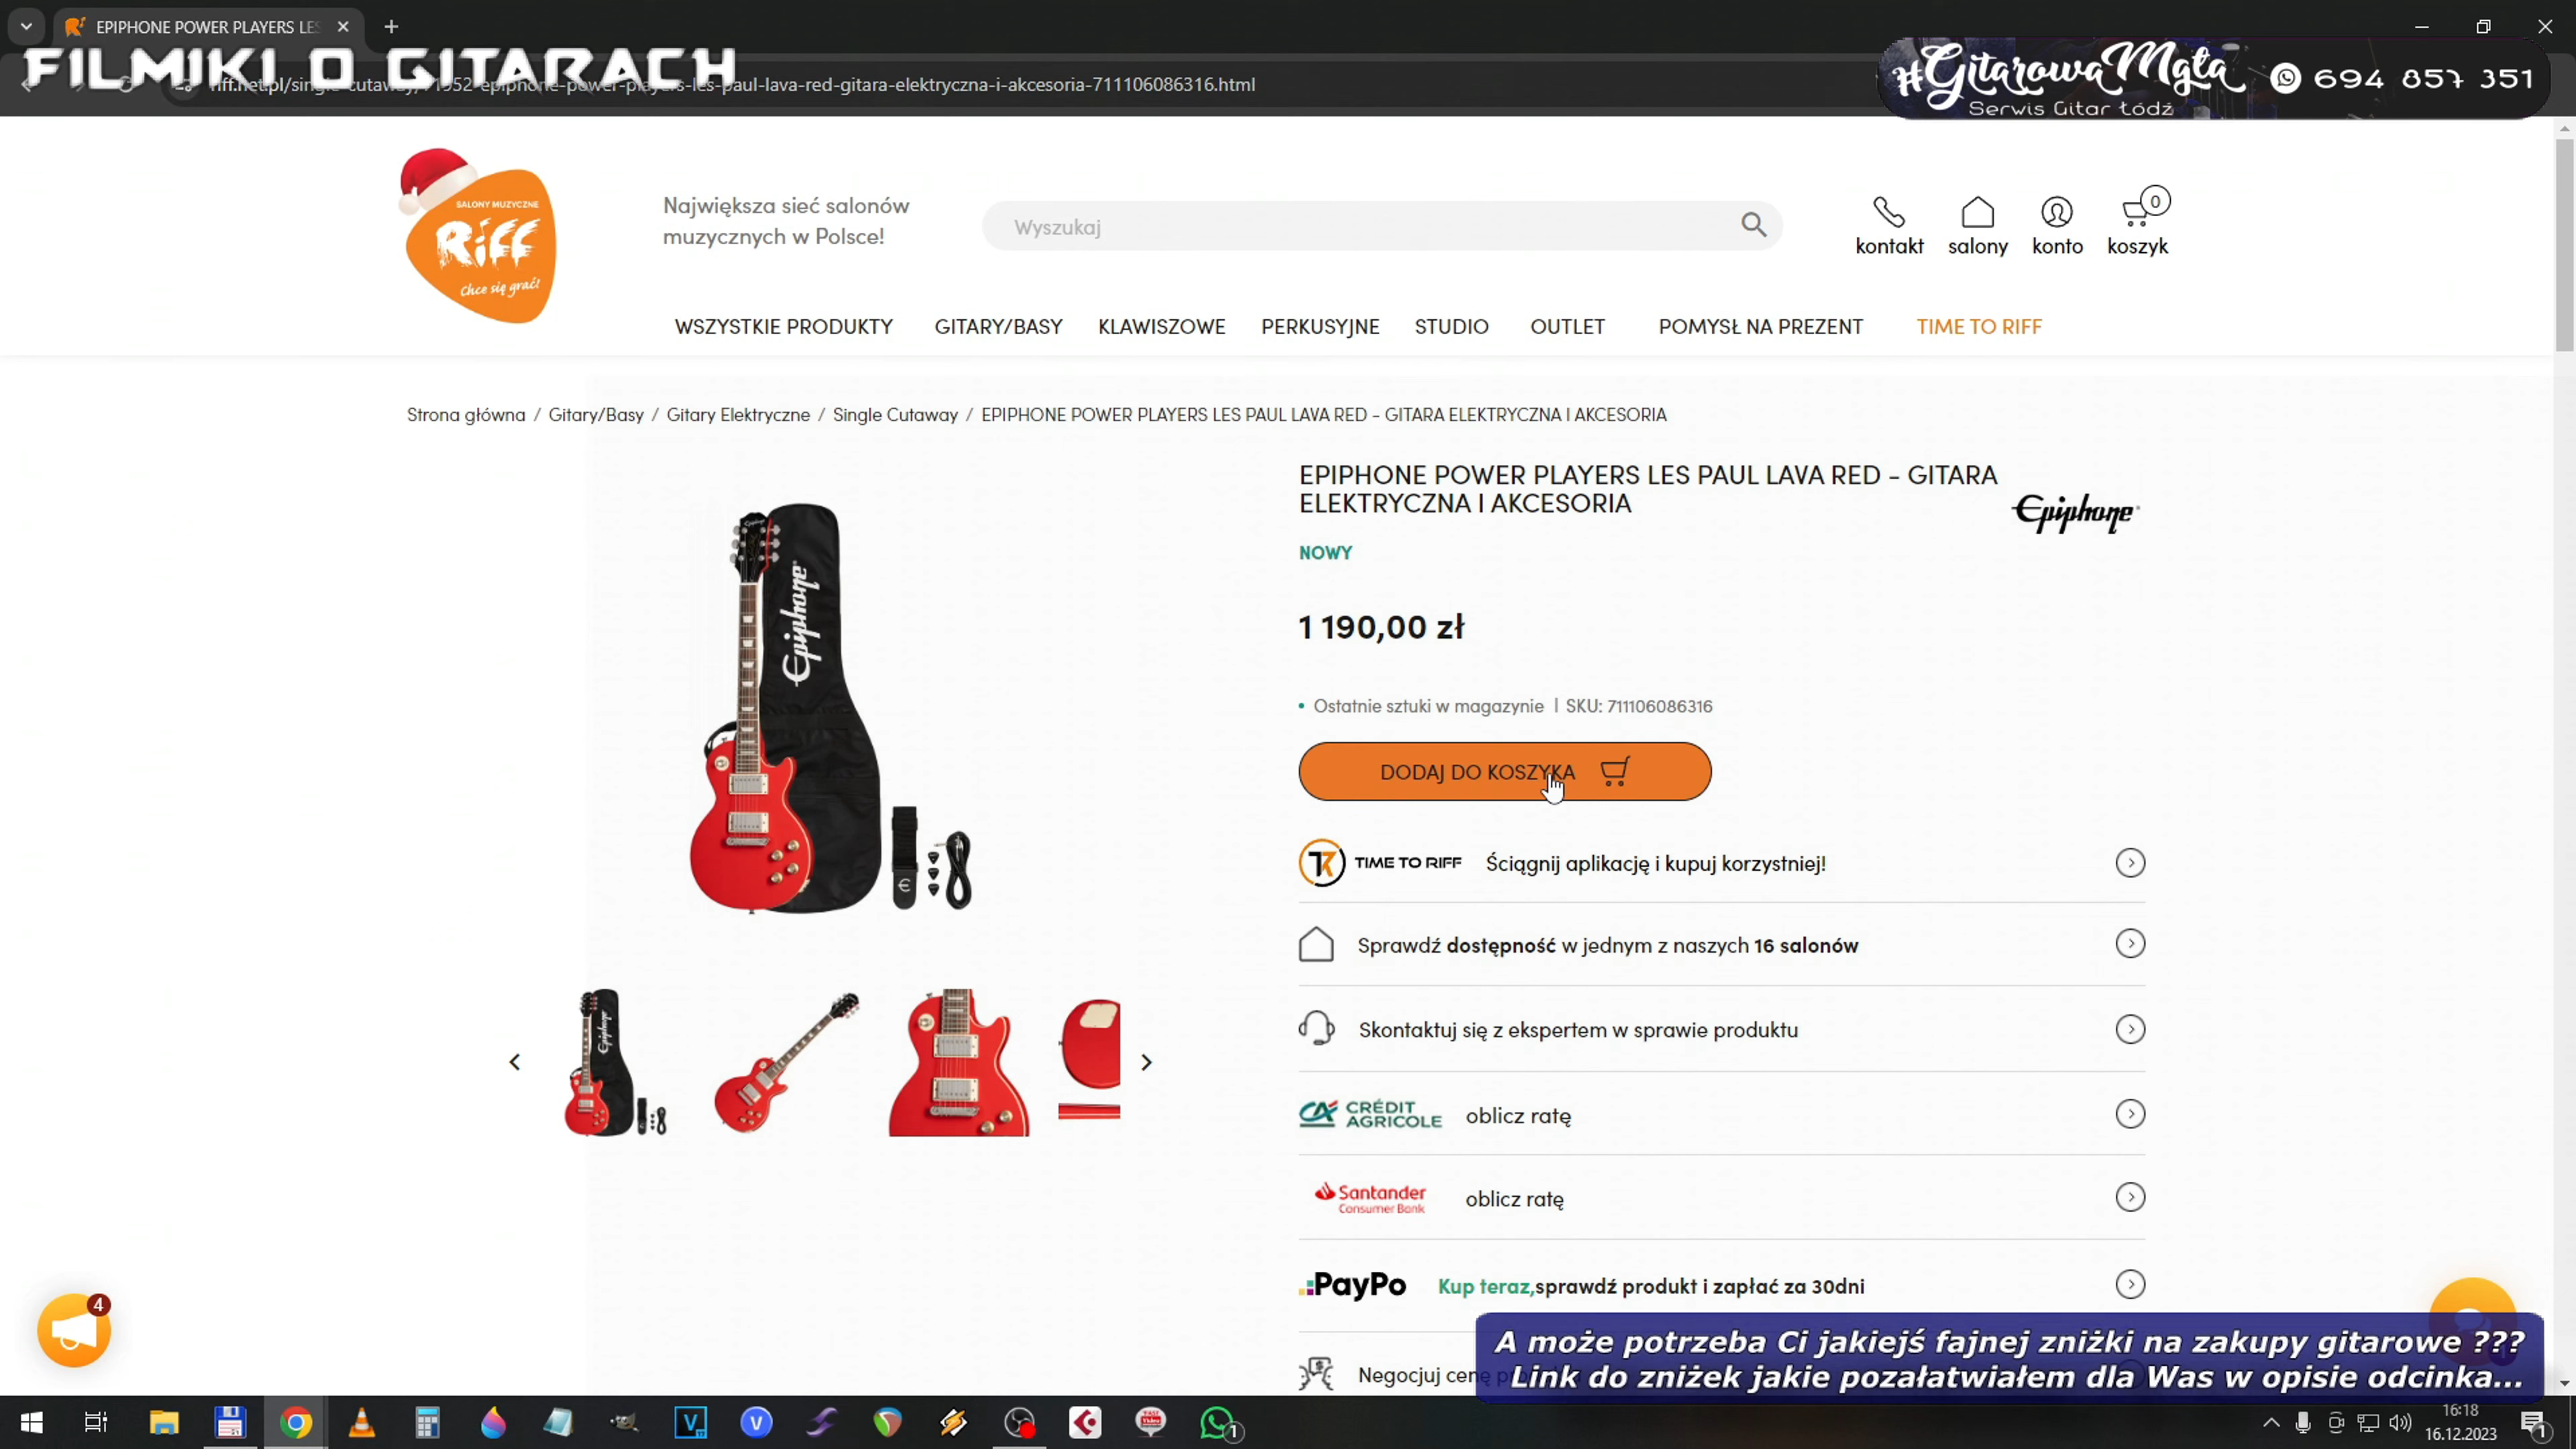 EPIPHONE POWER PLAYERS LES
FILMIKI O GITARACH
riff.net.pl/single-cutaway/11952-epiphone-power-players-les-paul-lava-red-gitara-elektryczna-i-akcesoria-711106086316.html
#GitarowaMgła
Serwis Gitar Łódź
694 857 351
SALONY MUZYCZNE
Riff
Chce się grać!
Największa sieć salonów
muzycznych w Polsce!
Wyszukaj
kontakt
salony
konto
0
koszyk
WSZYSTKIE PRODUKTY GITARY/BASY KLAWISZOWE PERKUSYJNE STUDIO OUTLET POMYSŁ NA PREZENT TIME TO RIFF
Strona główna / Gitary/Basy / Gitary Elektryczne / Single Cutaway / EPIPHONE POWER PLAYERS LES PAUL LAVA RED - GITARA ELEKTRYCZNA I AKCESORIA
Epiphone
EPIPHONE POWER PLAYERS LES PAUL LAVA RED - GITARA
ELEKTRYCZNA I AKCESORIA
Epiphone
NOWY
1 190,00 zł
• Ostatnie sztuki w magazynie | SKU: 711106086316
DODAJ DO KOSZYKA
TIME TO RIFF Ściągnij aplikację i kupuj korzystniej!
Sprawdź dostępność w jednym z naszych 16 salonów
Skontaktuj się z ekspertem w sprawie produktu
CRÉDIT
AGRICOLE
oblicz ratę
Santander
Consumer Bank
oblicz ratę
PayPo Kup teraz,sprawdź produkt i zapłać za 30dni
Negocjuj cenę
4
A może potrzeba Ci jakiejś fajnej zniżki na zakupy gitarowe ???
Link do zniżek jakie pozałatwiałem dla Was w opisie odcinka...
1
16:18
16.12.2023
1